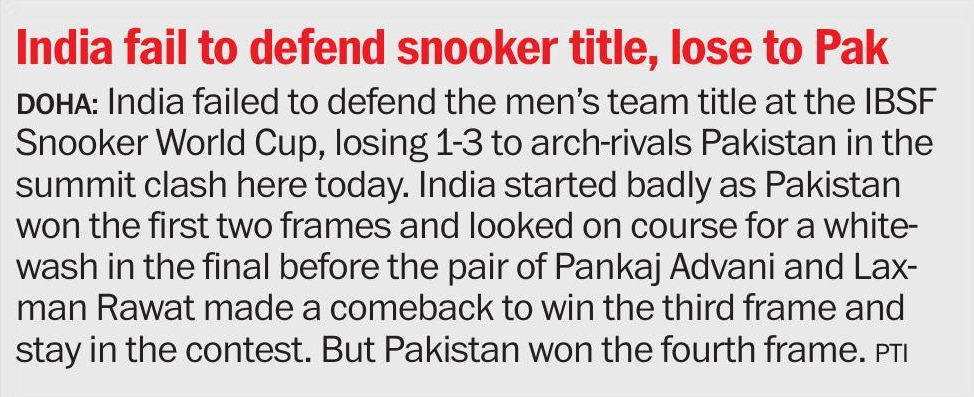 India fail to defend snooker title, lose to Pak
DOHA: India failed to defend the men's team title at the IBSF
Snooker World Cup, losing 1-3 to arch-rivals Pakistan in the
summit clash here today. India started badly as Pakistan
won the first two frames and looked on course for a white-
wash in the final before the pair of Pankaj Advani and Lax-
man Rawat made a comeback to win the third frame and
stay in the contest. But Pakistan won the fourth frame. PTI